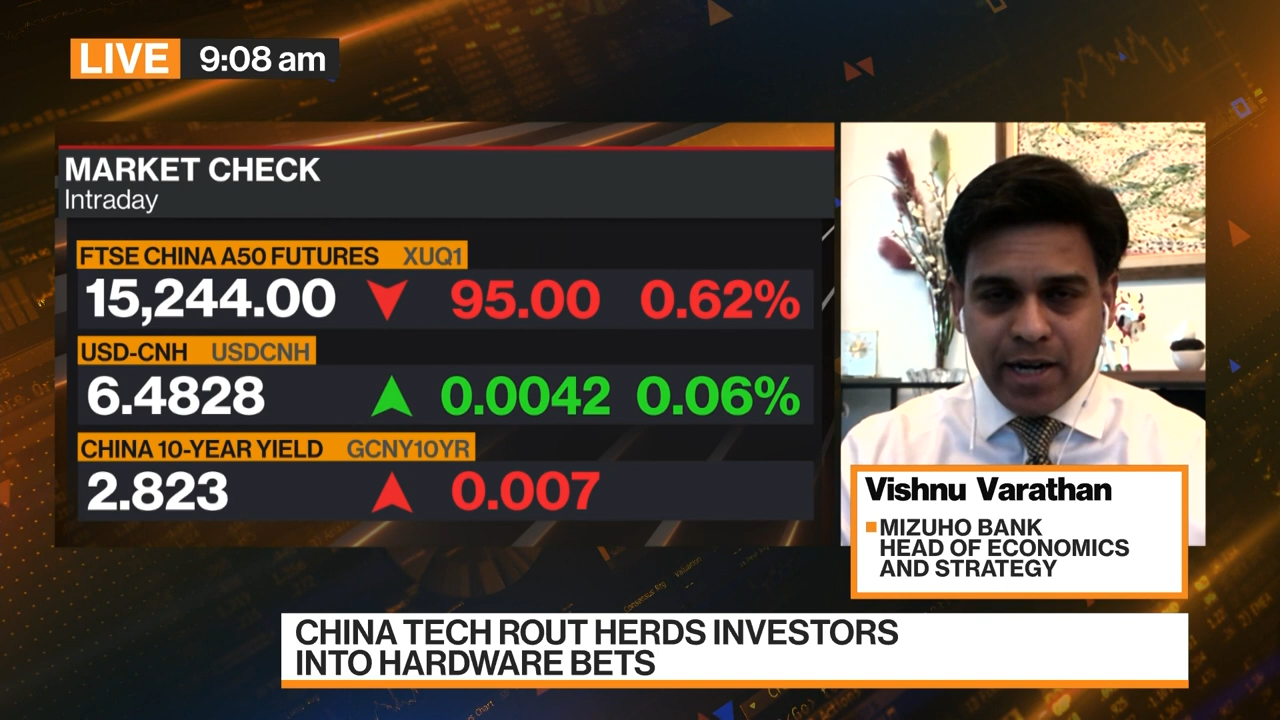 LIVE 9:08 am
MARKET CHECK
Intraday
FTSE CHINA A50 FUTURES XUQ1
15,244.00 95.00 0.62%
USD-CNH USDCNH
6.4828 0.0042 0.06%
CHINA 10-YEAR YIELD GCNY10YR
2.823 0.007
Vishnu Varathan
MIZUHO BANK
HEAD OF ECONOMICS
AND STRATEGY
CHINA TECH ROUT HERDS INVESTORS
INTO HARDWARE BETS